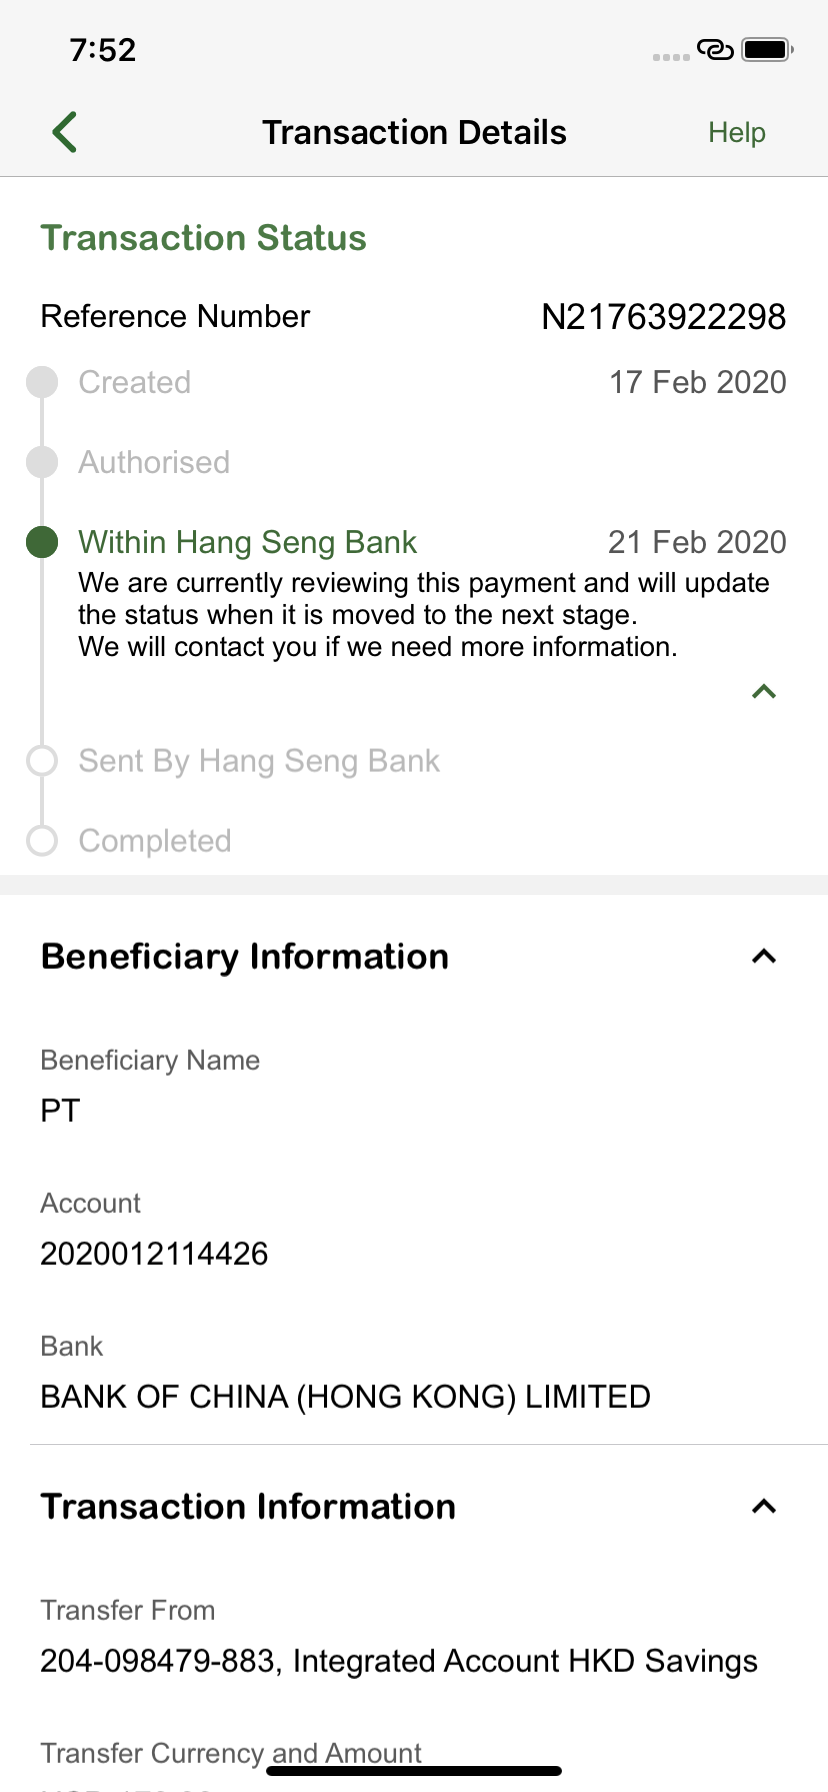 7:52
Transaction Details
Help
Transaction Status
Reference Number N21763922298
Created 17 Feb 2020
Authorised
Within Hang Seng Bank 21 Feb 2020
We are currently reviewing this payment and will update
the status when it is moved to the next stage.
We will contact you if we need more information.
Sent By Hang Seng Bank
Completed
Beneficiary Information
Beneficiary Name
PT
Account
2020012114426
Bank
BANK OF CHINA (HONG KONG) LIMITED
Transaction Information
Transfer From
204-098479-883, Integrated Account HKD Savings
Transfer Currency and Amount